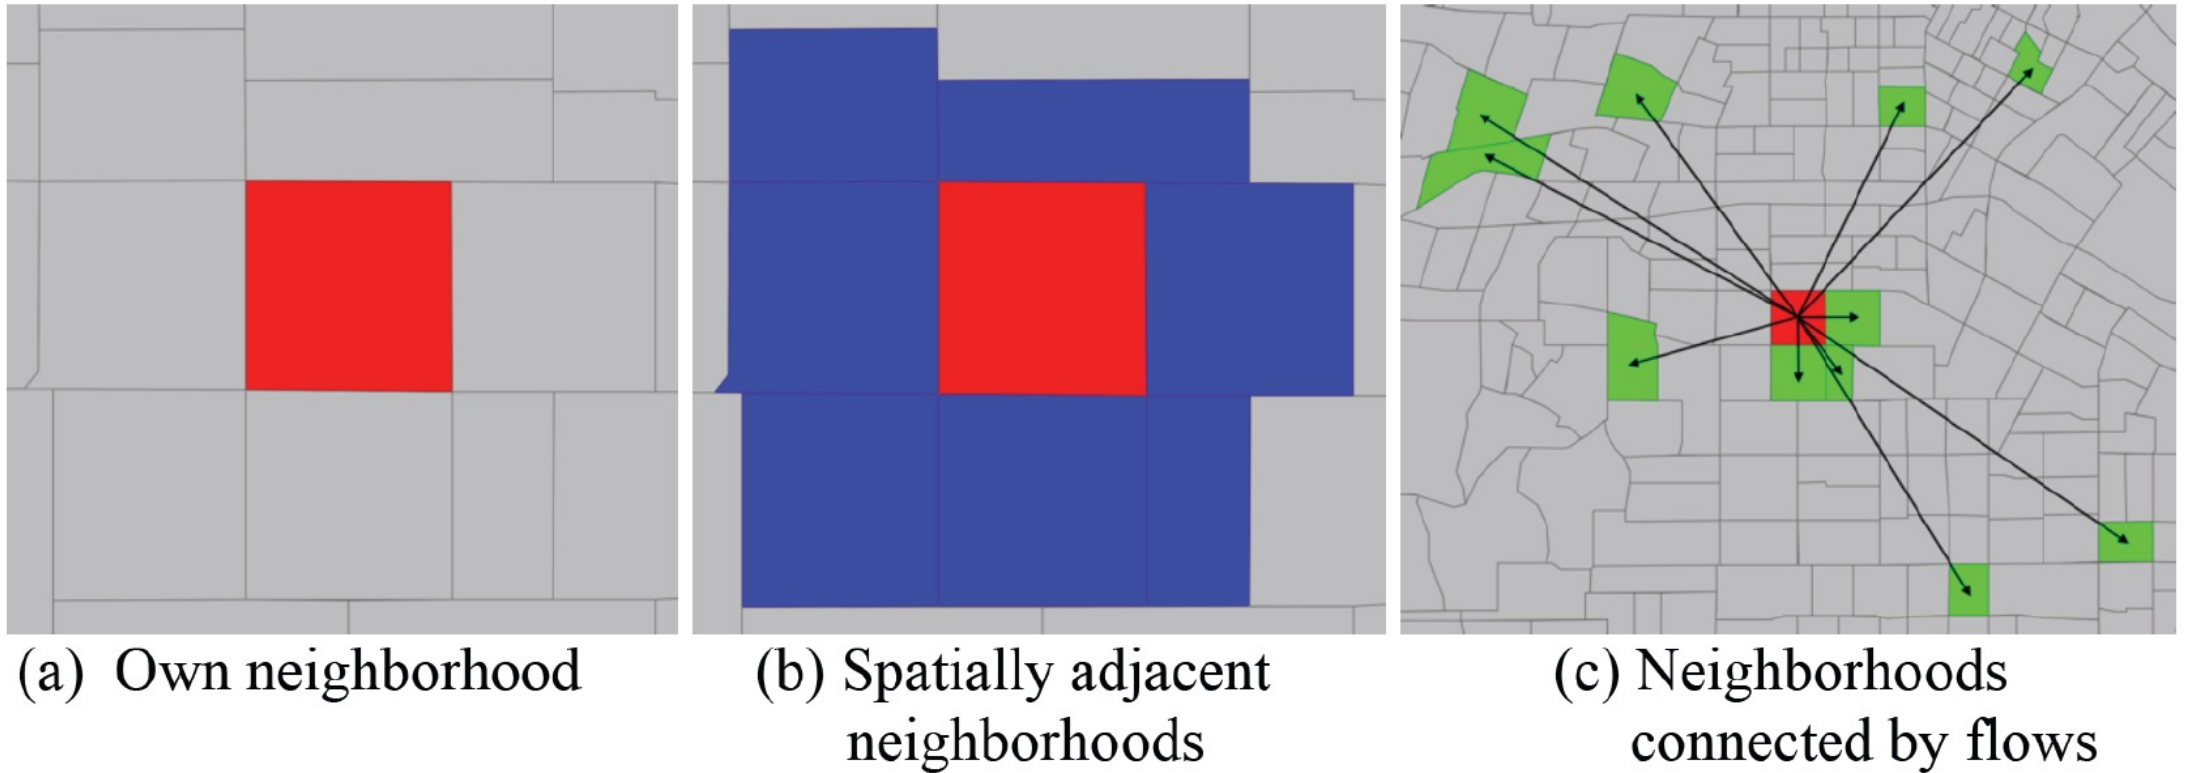 (a) Own neighborhood
(b) Spatially adjacent
neighborhoods
(c) Neighborhoods
connected by flows